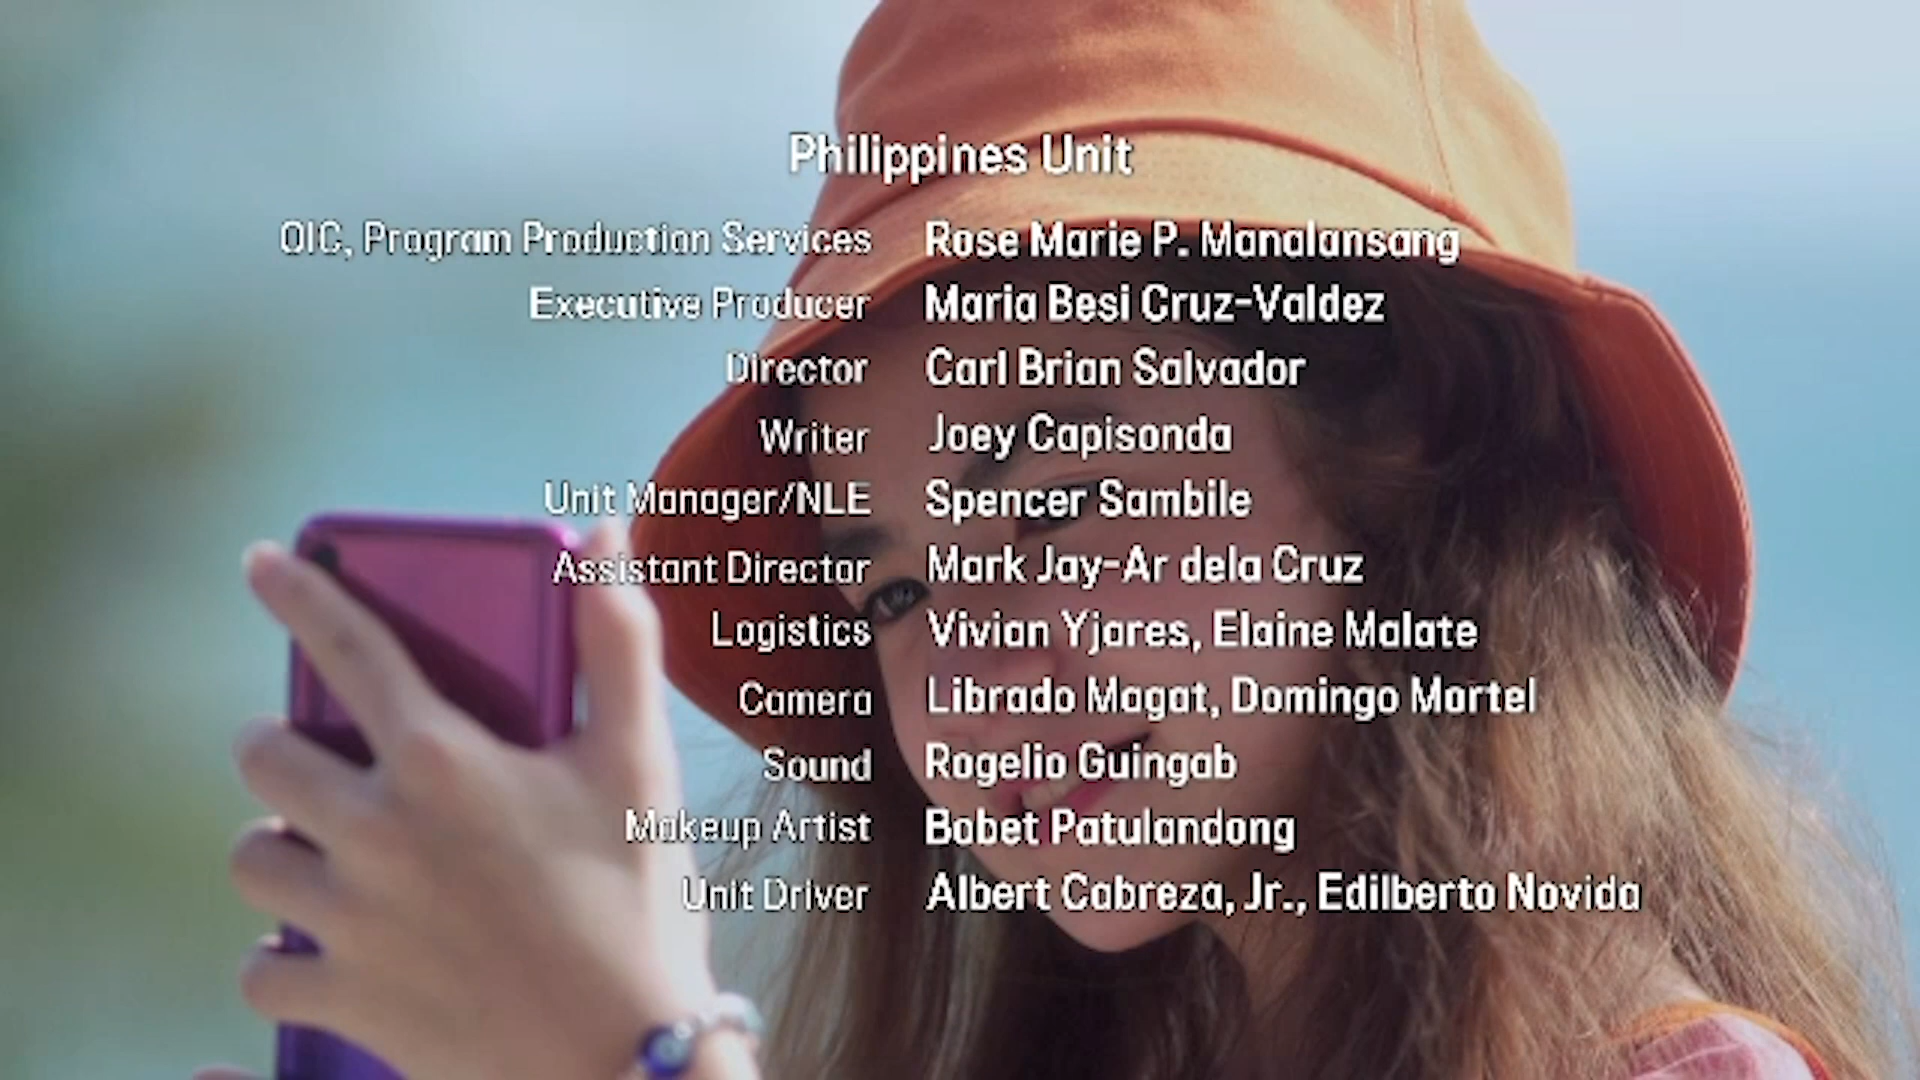 Philippines Unit
OIC, Program Production Services Rose Marie P. Manalansang
Executive Producer Maria Besi Cruz-Valdez
Director Carl Brian Salvador
Writer Joey Capisonda
Unit Manager/NLE Spencer Sambile
Assistant Director Mark Jay-Ar dela Cruz
Logistics Vivian Yjares, Elaine Malate
Camera Librado Magat, Domingo Mortel
Sound Rogelio Guingab
Makeup Artist Bobet Patulandong
Unit Driver Albert Cabreza, Jr., Edilberto Novida